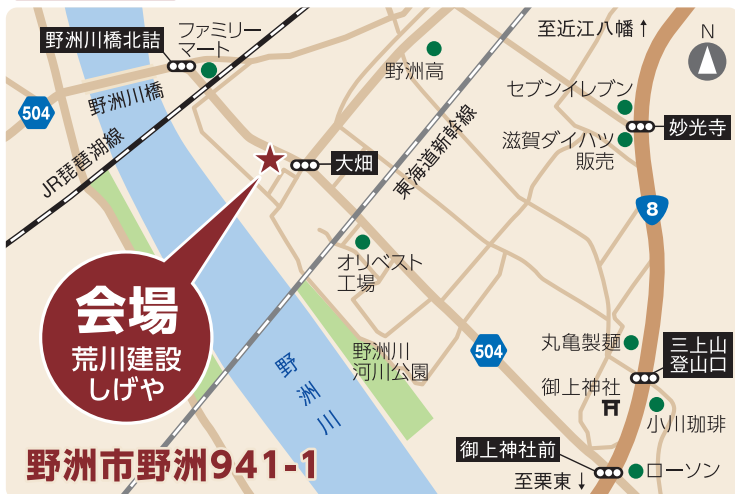 野洲川橋北詰
ファミリー
マート
至近江八幡↑
N
野洲高
セブンイレブン
504
野洲川橋
JR琵琶湖線
東海道新幹線
妙光寺
滋賀ダイハツ
販売
大畑
8
オリベスト
工場
会場
荒川建設
しげや
504
丸亀製麺
三上山
登山口
野洲川
河川公園
御上神社
野洲川
小川珈琲
御上神社前
野洲市野洲941-1
至栗東↓
ローソン